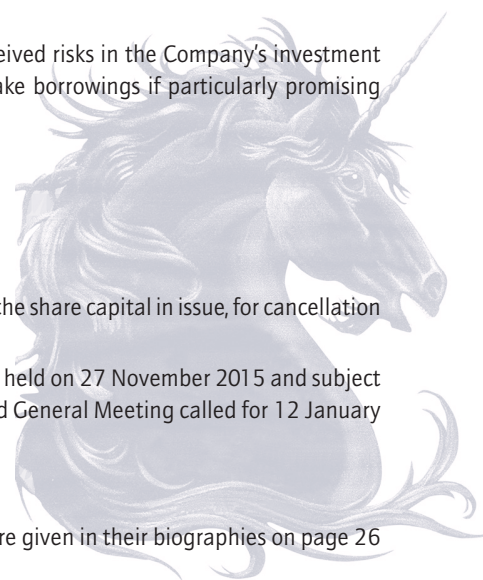 eived risks in the Company's investment
ake borrowings if particularly promising
he share capital in issue, for cancellation
held on 27 November 2015 and subject
d General Meeting called for 12 January
re given in their biographies on page 26